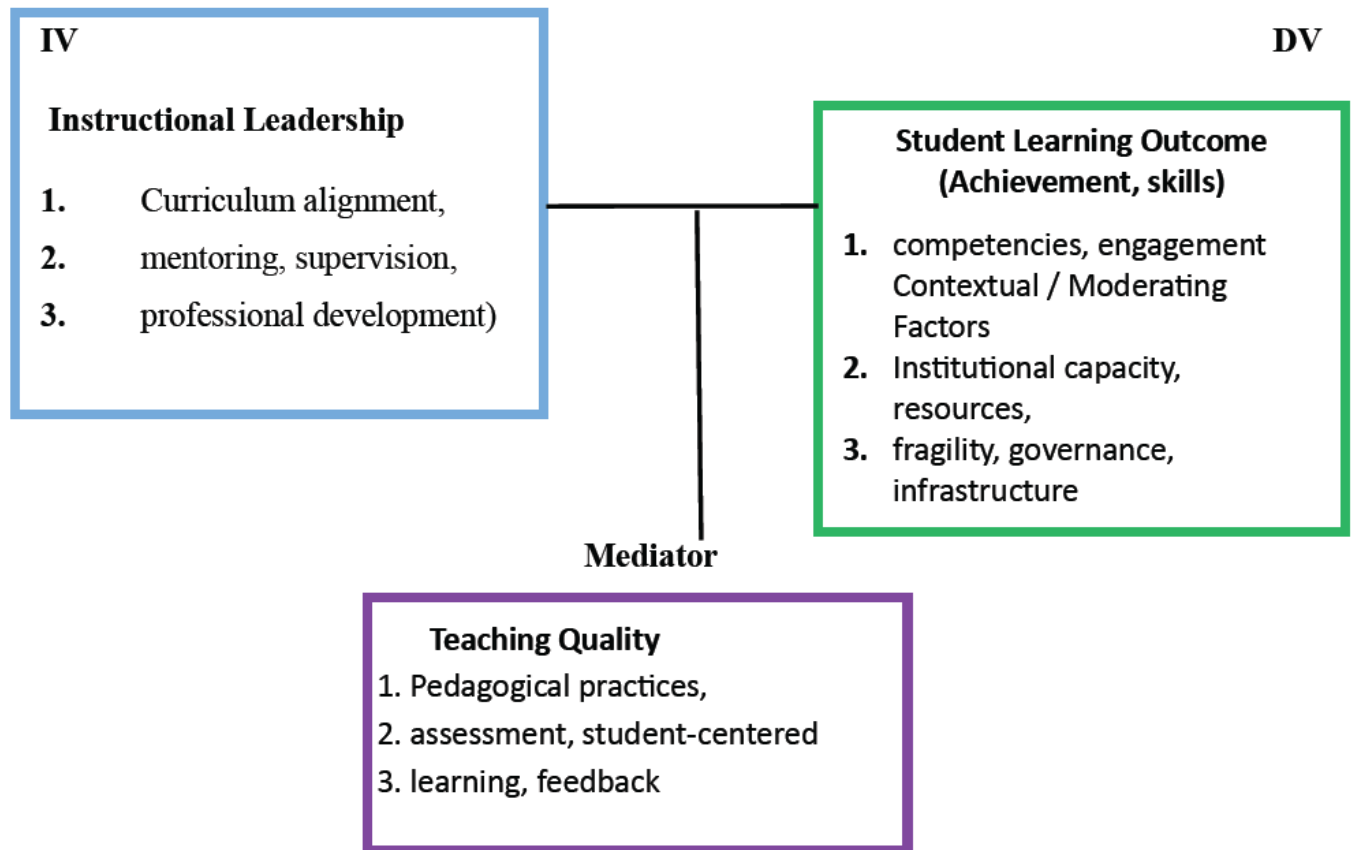 IV
Instructional Leadership
1. Curriculum alignment,
2. mentoring, supervision,
3. professional development)
DV
Student Learning Outcome
(Achievement, skills)
1. competencies, engagement
Contextual / Moderating
Factors
2. Institutional capacity,
resources,
3. fragility, governance,
infrastructure
Mediator
Teaching Quality
1. Pedagogical practices,
2. assessment, student-centered
3. learning, feedback